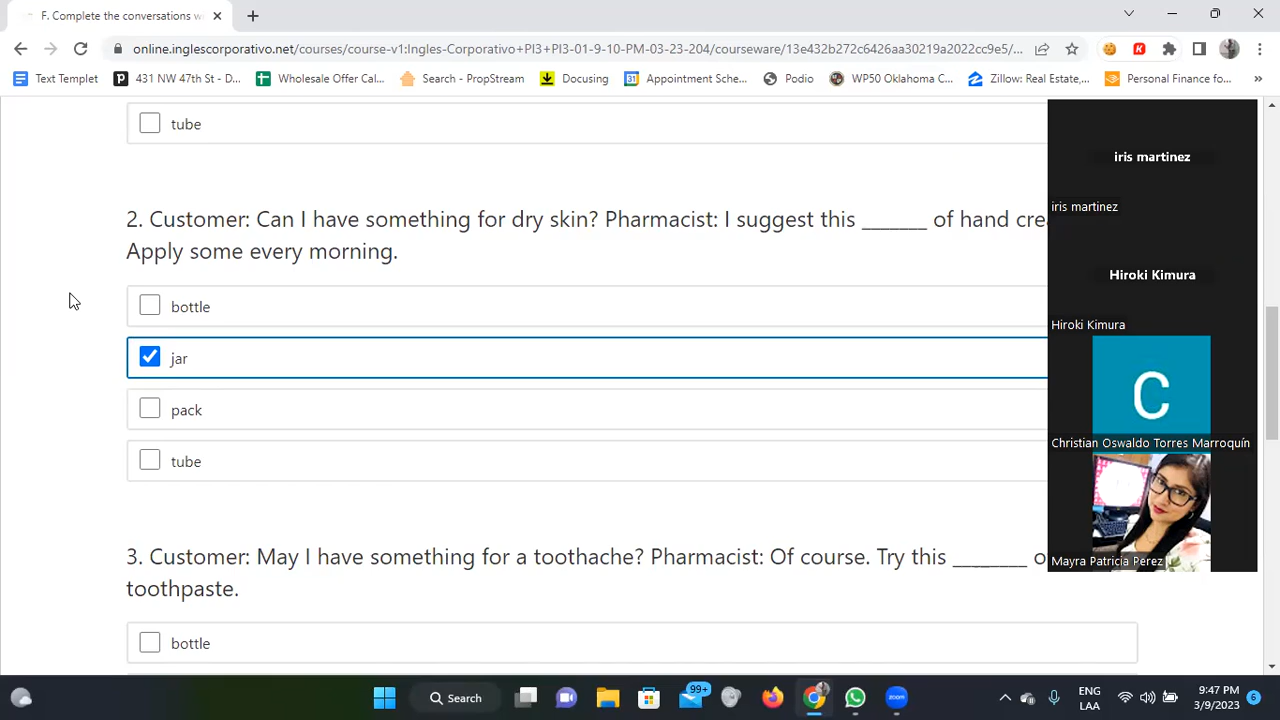 F. Complete the conversations w
online.inglescorporativo.net/courses/course-v1:Ingles-Corporativo+PI3+PI3-01-9-10-PM-03-23-204/courseware/13e432b272c6426aa30219a2022cc9e5/...
Text Templet
431 NW 47th St - D...
Wholesale Offer Cal...
Search - PropStream
Docusing
Appointment Sche...
Podio
WP50 Oklahoma C...
Zillow: Real Estate,...
Personal Finance fo...
»
tube
iris martinez
iris martinez
2. Customer: Can I have something for dry skin? Pharmacist: I suggest this _______ of hand cre
Apply some every morning.
Hiroki Kimura
Hiroki Kimura
bottle
jar
pack
C
Christian Oswaldo Torres Marroquín
tube
3. Customer: May I have something for a toothache? Pharmacist: Of course. Try this ________ o
toothpaste.
Mayra Patricia Perez
bottle
Search
99+
zoom
ENG
LAA
9:47 PM
3/9/2023
6